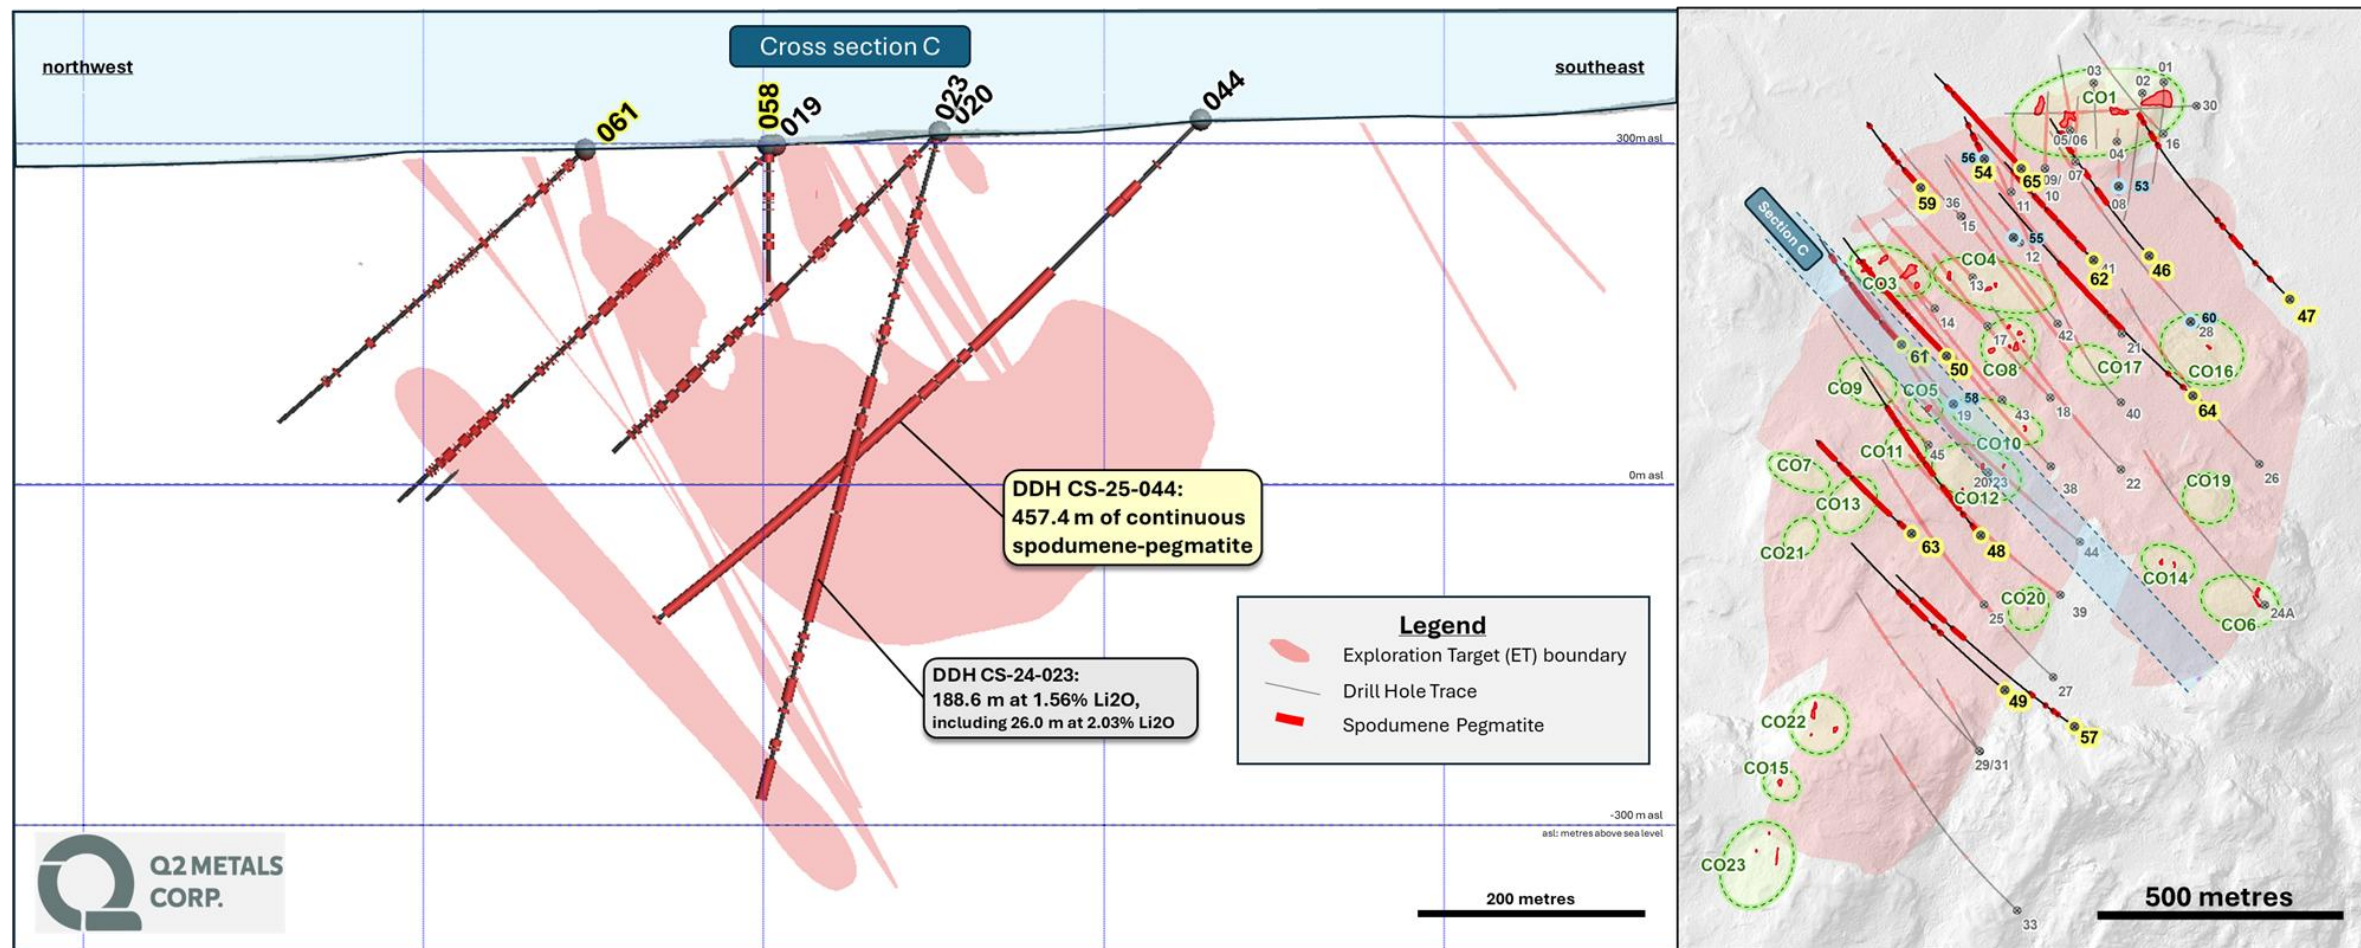 Cross section C
northwest
southeast
061
058
019
023
020
044
300m asl
0m asl
-300 m asl
asl: metres above sea level
DDH CS-25-044:
457.4 m of continuous
spodumene-pegmatite
DDH CS-24-023:
188.6 m at 1.56% Li2O,
including 26.0 m at 2.03% Li2O
Legend
Exploration Target (ET) boundary
Drill Hole Trace
Spodumene Pegmatite
Q2 METALS
CORP.
200 metres
01
03
02
CO1
30
05/06
04
16
56
54
65
09/
10
07
53
08
59
36
11
15
55
12
Section C
CO4
41
62
46
CO3
13
47
14
17
42
60
28
21
61
50
CO8
CO17
CO16
CO9
CO5
58
19
43
18
40
64
CO10
CO11
45
CO7
20/23
38
22
26
CO12
CO19
CO13
CO21
63
48
44
CO14
CO20
25
39
24A
CO6
27
49
57
CO22
29/31
CO15
CO23
33
500 metres